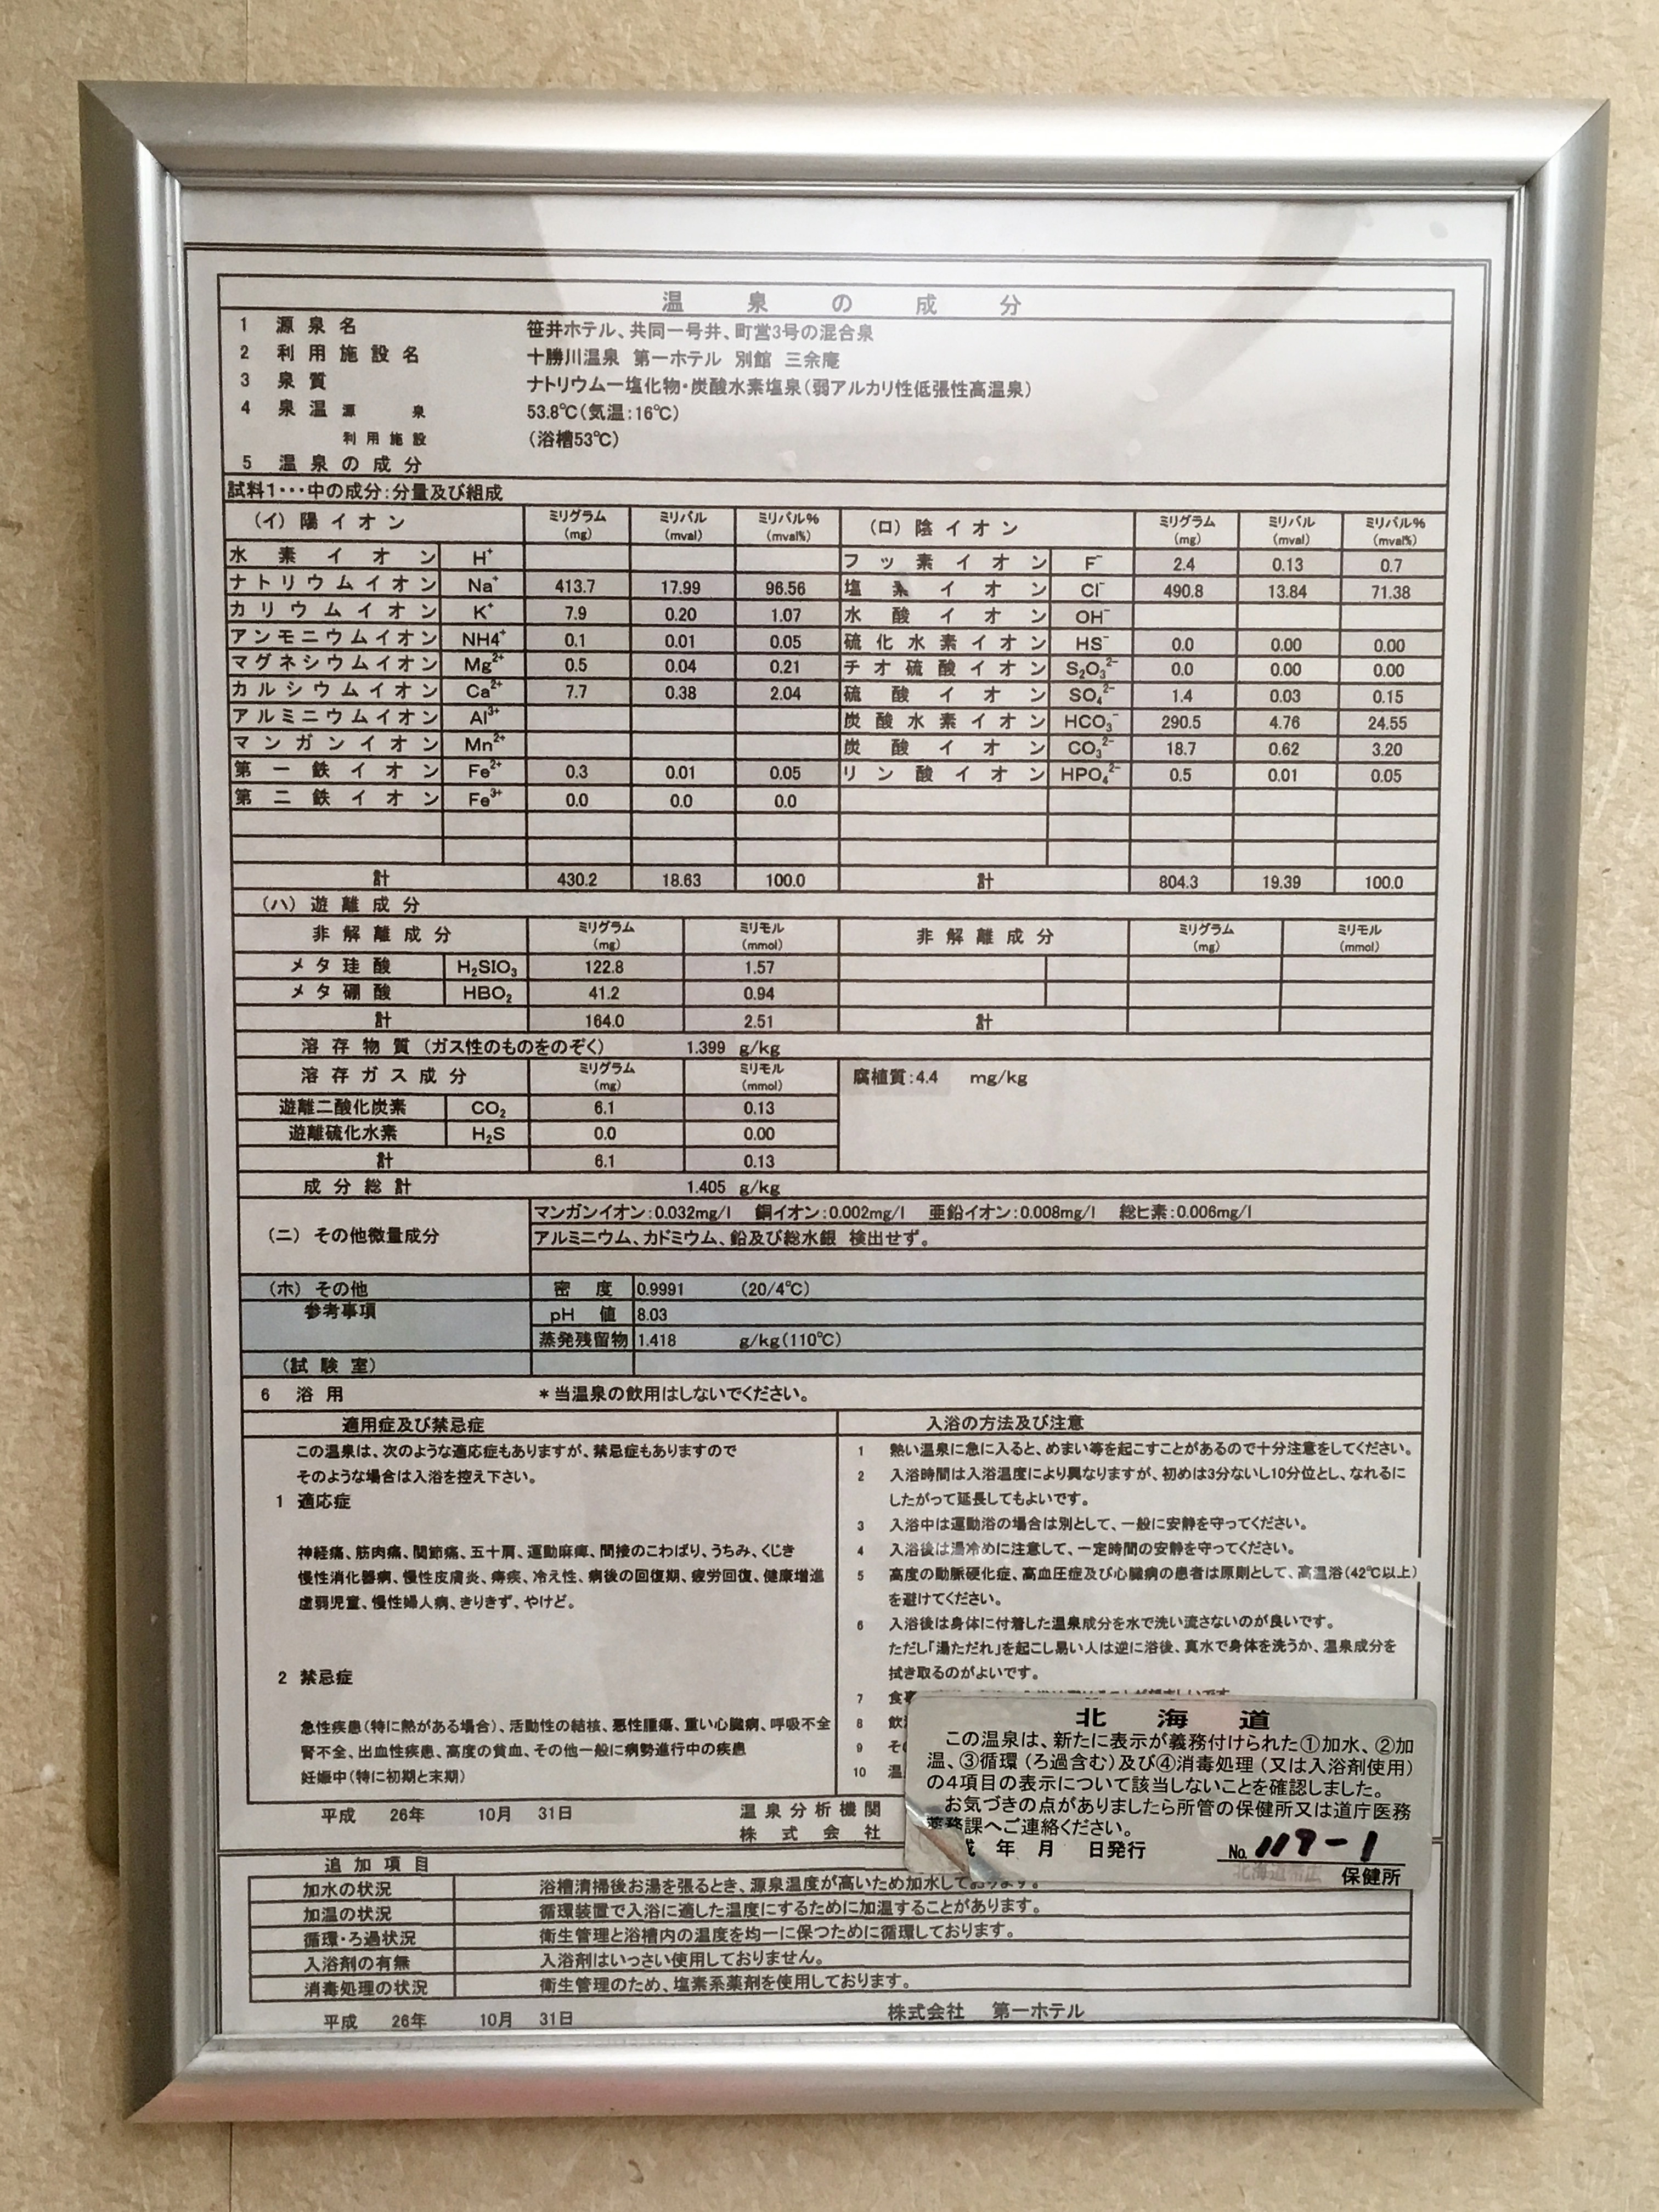 温泉の成分
1 源泉名 笹井ホテル、共同一号井、町営3号の混合泉
2 利用施設名 十勝川温泉 第一ホテル 別館 三余庵
3 泉質 ナトリウムー塩化物・炭酸水素塩泉(弱アルカリ性低張性高温泉)
4 泉温 源泉 53.8℃(気温:16℃)
利用施設 (浴槽53℃)
5 温泉の成分
試料1・・・中の成分:分量及び組成
(イ)陽イオン ミリグラム(mg) ミリバル(mval) ミリバル%(mval%) (ロ)陰イオン ミリグラム(mg) ミリバル(mval) ミリバル%(mval%)
水素イオン H⁺ フッ素イオン F⁻ 2.4 0.13 0.7
ナトリウムイオン Na⁺ 413.7 17.99 96.56 塩素イオン Cl⁻ 490.8 13.84 71.38
カリウムイオン K⁺ 7.9 0.20 1.07 水酸イオン OH⁻
アンモニウムイオン NH4⁺ 0.1 0.01 0.05 硫化水素イオン HS⁻ 0.0 0.00 0.00
マグネシウムイオン Mg²⁺ 0.5 0.04 0.21 チオ硫酸イオン S₂O₃²⁻ 0.0 0.00 0.00
カルシウムイオン Ca²⁺ 7.7 0.38 2.04 硫酸イオン SO₄²⁻ 1.4 0.03 0.15
アルミニウムイオン Al³⁺ 炭酸水素イオン HCO₃⁻ 290.5 4.76 24.55
マンガンイオン Mn²⁺ 炭酸イオン CO₃²⁻ 18.7 0.62 3.20
第一鉄イオン Fe²⁺ 0.3 0.01 0.05 リン酸イオン HPO₄²⁻ 0.5 0.01 0.05
第二鉄イオン Fe³⁺ 0.0 0.0 0.0
計 430.2 18.63 100.0 計 804.3 19.39 100.0
(ハ)遊離成分
非解離成分 ミリグラム(mg) ミリモル(mmol) 非解離成分 ミリグラム(mg) ミリモル(mmol)
メタ珪酸 H₂SIO₃ 122.8 1.57
メタ硼酸 HBO₂ 41.2 0.94
計 164.0 2.51 計
溶存物質(ガス性のものをのぞく) 1.399 g/kg
溶存ガス成分 ミリグラム(mg) ミリモル(mmol) 腐植質:4.4 mg/kg
遊離二酸化炭素 CO₂ 6.1 0.13
遊離硫化水素 H₂S 0.0 0.00
計 6.1 0.13
成分総計 1.405 g/kg
(ニ)その他微量成分 マンガンイオン:0.032mg/l 銅イオン:0.002mg/l 亜鉛イオン:0.008mg/l 総ヒ素:0.006mg/l
アルミニウム、カドミウム、鉛及び総水銀 検出せず。
(ホ)その他 密度 0.9991 (20/4℃)
参考事項 pH値 8.03
蒸発残留物 1.418 g/kg(110℃)
(試験室)
6 浴用 *当温泉の飲用はしないでください。
適用症及び禁忌症
この温泉は、次のような適応症もありますが、禁忌症もありますので
そのような場合は入浴を控え下さい。
1 適応症
神経痛、筋肉痛、関節痛、五十肩、運動麻痺、間接のこわばり、うちみ、くじき
慢性消化器病、慢性皮膚炎、痔疾、冷え性、病後の回復期、疲労回復、健康増進
虚弱児童、慢性婦人病、きりきず、やけど。
2 禁忌症
急性疾患(特に熱がある場合)、活動性の結核、悪性腫瘍、重い心臓病、呼吸不全
腎不全、出血性疾患、高度の貧血、その他一般に病勢進行中の疾患
妊娠中(特に初期と末期)
入浴の方法及び注意
1 熱い温泉に急に入ると、めまい等を起こすことがあるので十分注意をしてください。
2 入浴時間は入浴温度により異なりますが、初めは3分ないし10分位とし、なれるに
したがって延長してもよいです。
3 入浴中は運動浴の場合は別として、一般に安静を守ってください。
4 入浴後は湯冷めに注意して、一定時間の安静を守ってください。
5 高度の動脈硬化症、高血圧症及び心臓病の患者は原則として、高温浴(42℃以上)
を避けてください。
6 入浴後は身体に付着した温泉成分を水で洗い流さないのが良いです。
ただし「湯ただれ」を起こし易い人は逆に浴後、真水で身体を洗うか、温泉成分を
拭き取るのがよいです。
7 食
8 飲
9 そ
10 温
平成 26年 10月 31日 温泉分析機関
株式会社
北海道
この温泉は、新たに表示が義務付けられた①加水、②加
温、③循環(ろ過含む)及び④消毒処理(又は入浴剤使用)
の4項目の表示について該当しないことを確認しました。
お気づきの点がありましたら所管の保健所又は道庁医務
薬務課へご連絡ください。
成 年 月 日発行 No. 119-1
保健所
追加項目
加水の状況 浴槽清掃後お湯を張るとき、源泉温度が高いため加水しております。
加温の状況 循環装置で入浴に適した温度にするために加温することがあります。
循環・ろ過状況 衛生管理と浴槽内の温度を均一に保つために循環しております。
入浴剤の有無 入浴剤はいっさい使用しておりません。
消毒処理の状況 衛生管理のため、塩素系薬剤を使用しております。
平成 26年 10月 31日 株式会社 第一ホテル